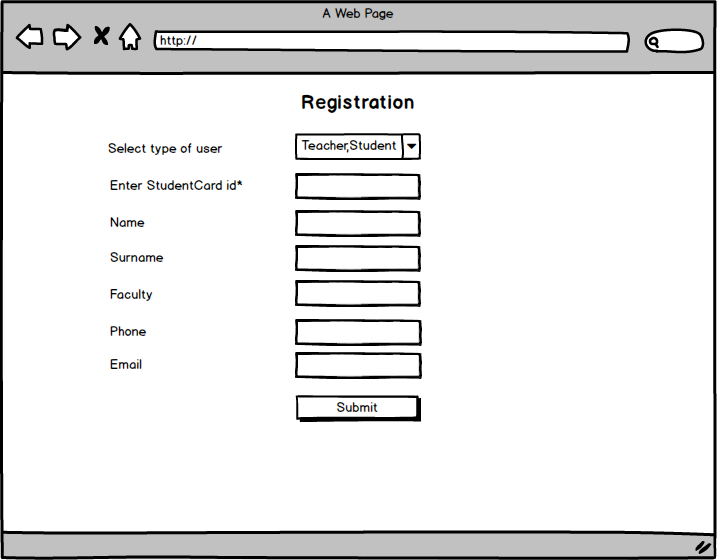 A Web Page
http://
Registration
Select type of user
Teacher,Student
Enter StudentCard id*
Name
Surname
Faculty
Phone
Email
Submit